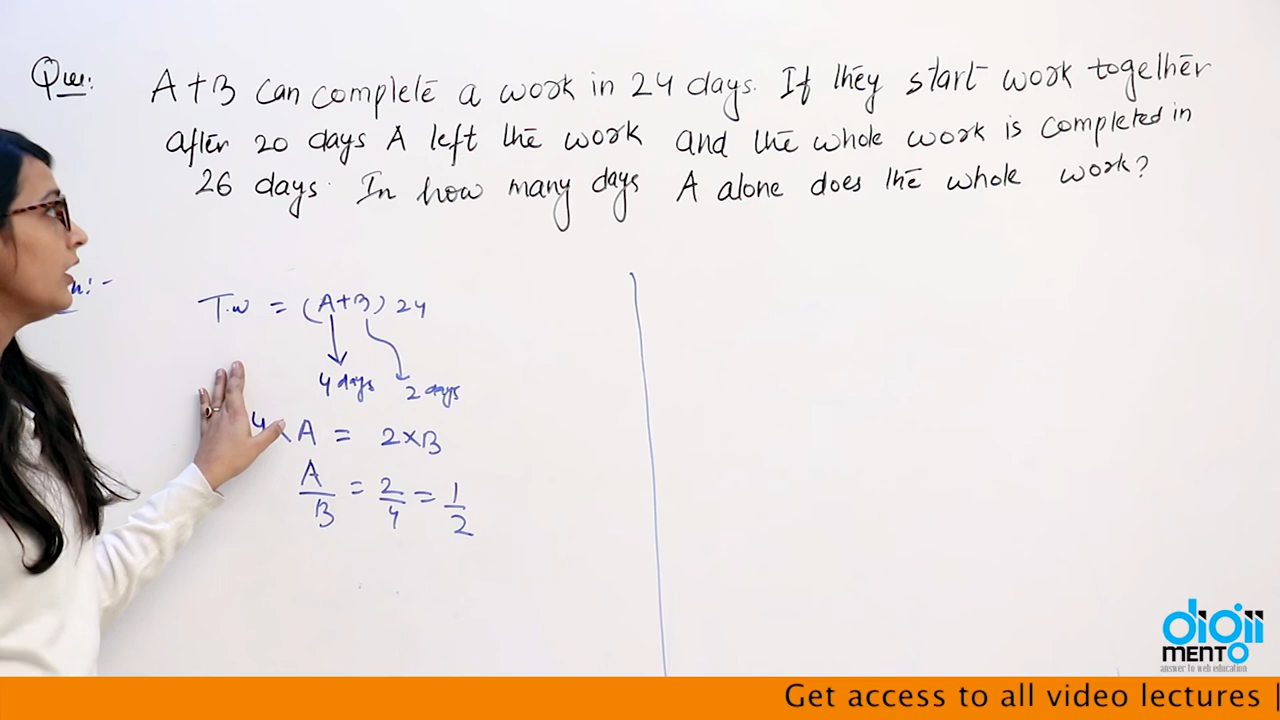 Que:
A+B can complete a work in 24 days. If they start work together
after 20 days A left the work and the whole work is completed in
26 days. In how many days A alone does the whole work?
n:-
T.w = (A+B) 24
4 days 2 days
4 × A = 2×B
A/B = 2/4 = 1/2
digii
MENTO
answer to web education
Get access to all video lectures |